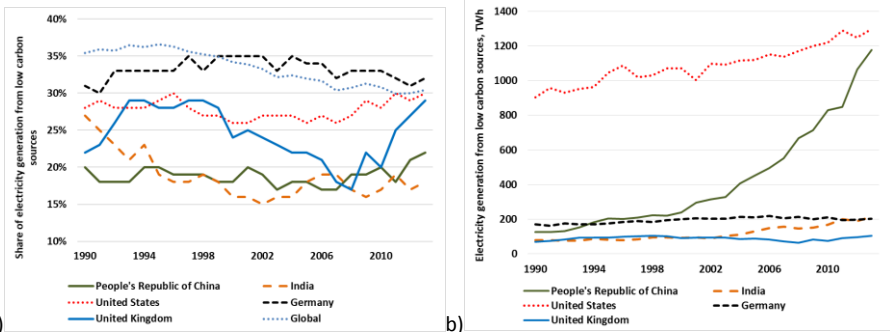 40%
35%
30%
25%
20%
15%
10%
Share of electricity generation from low carbon
sources
1990 1994 1998 2002 2006 2010
People's Republic of China India
United States Germany
United Kingdom Global
)
b)
1400
1200
1000
800
600
400
200
0
Electricity generation from low carbon sources, TWh
1990 1994 1998 2002 2006 2010
People's Republic of China India
United States Germany
United Kingdom